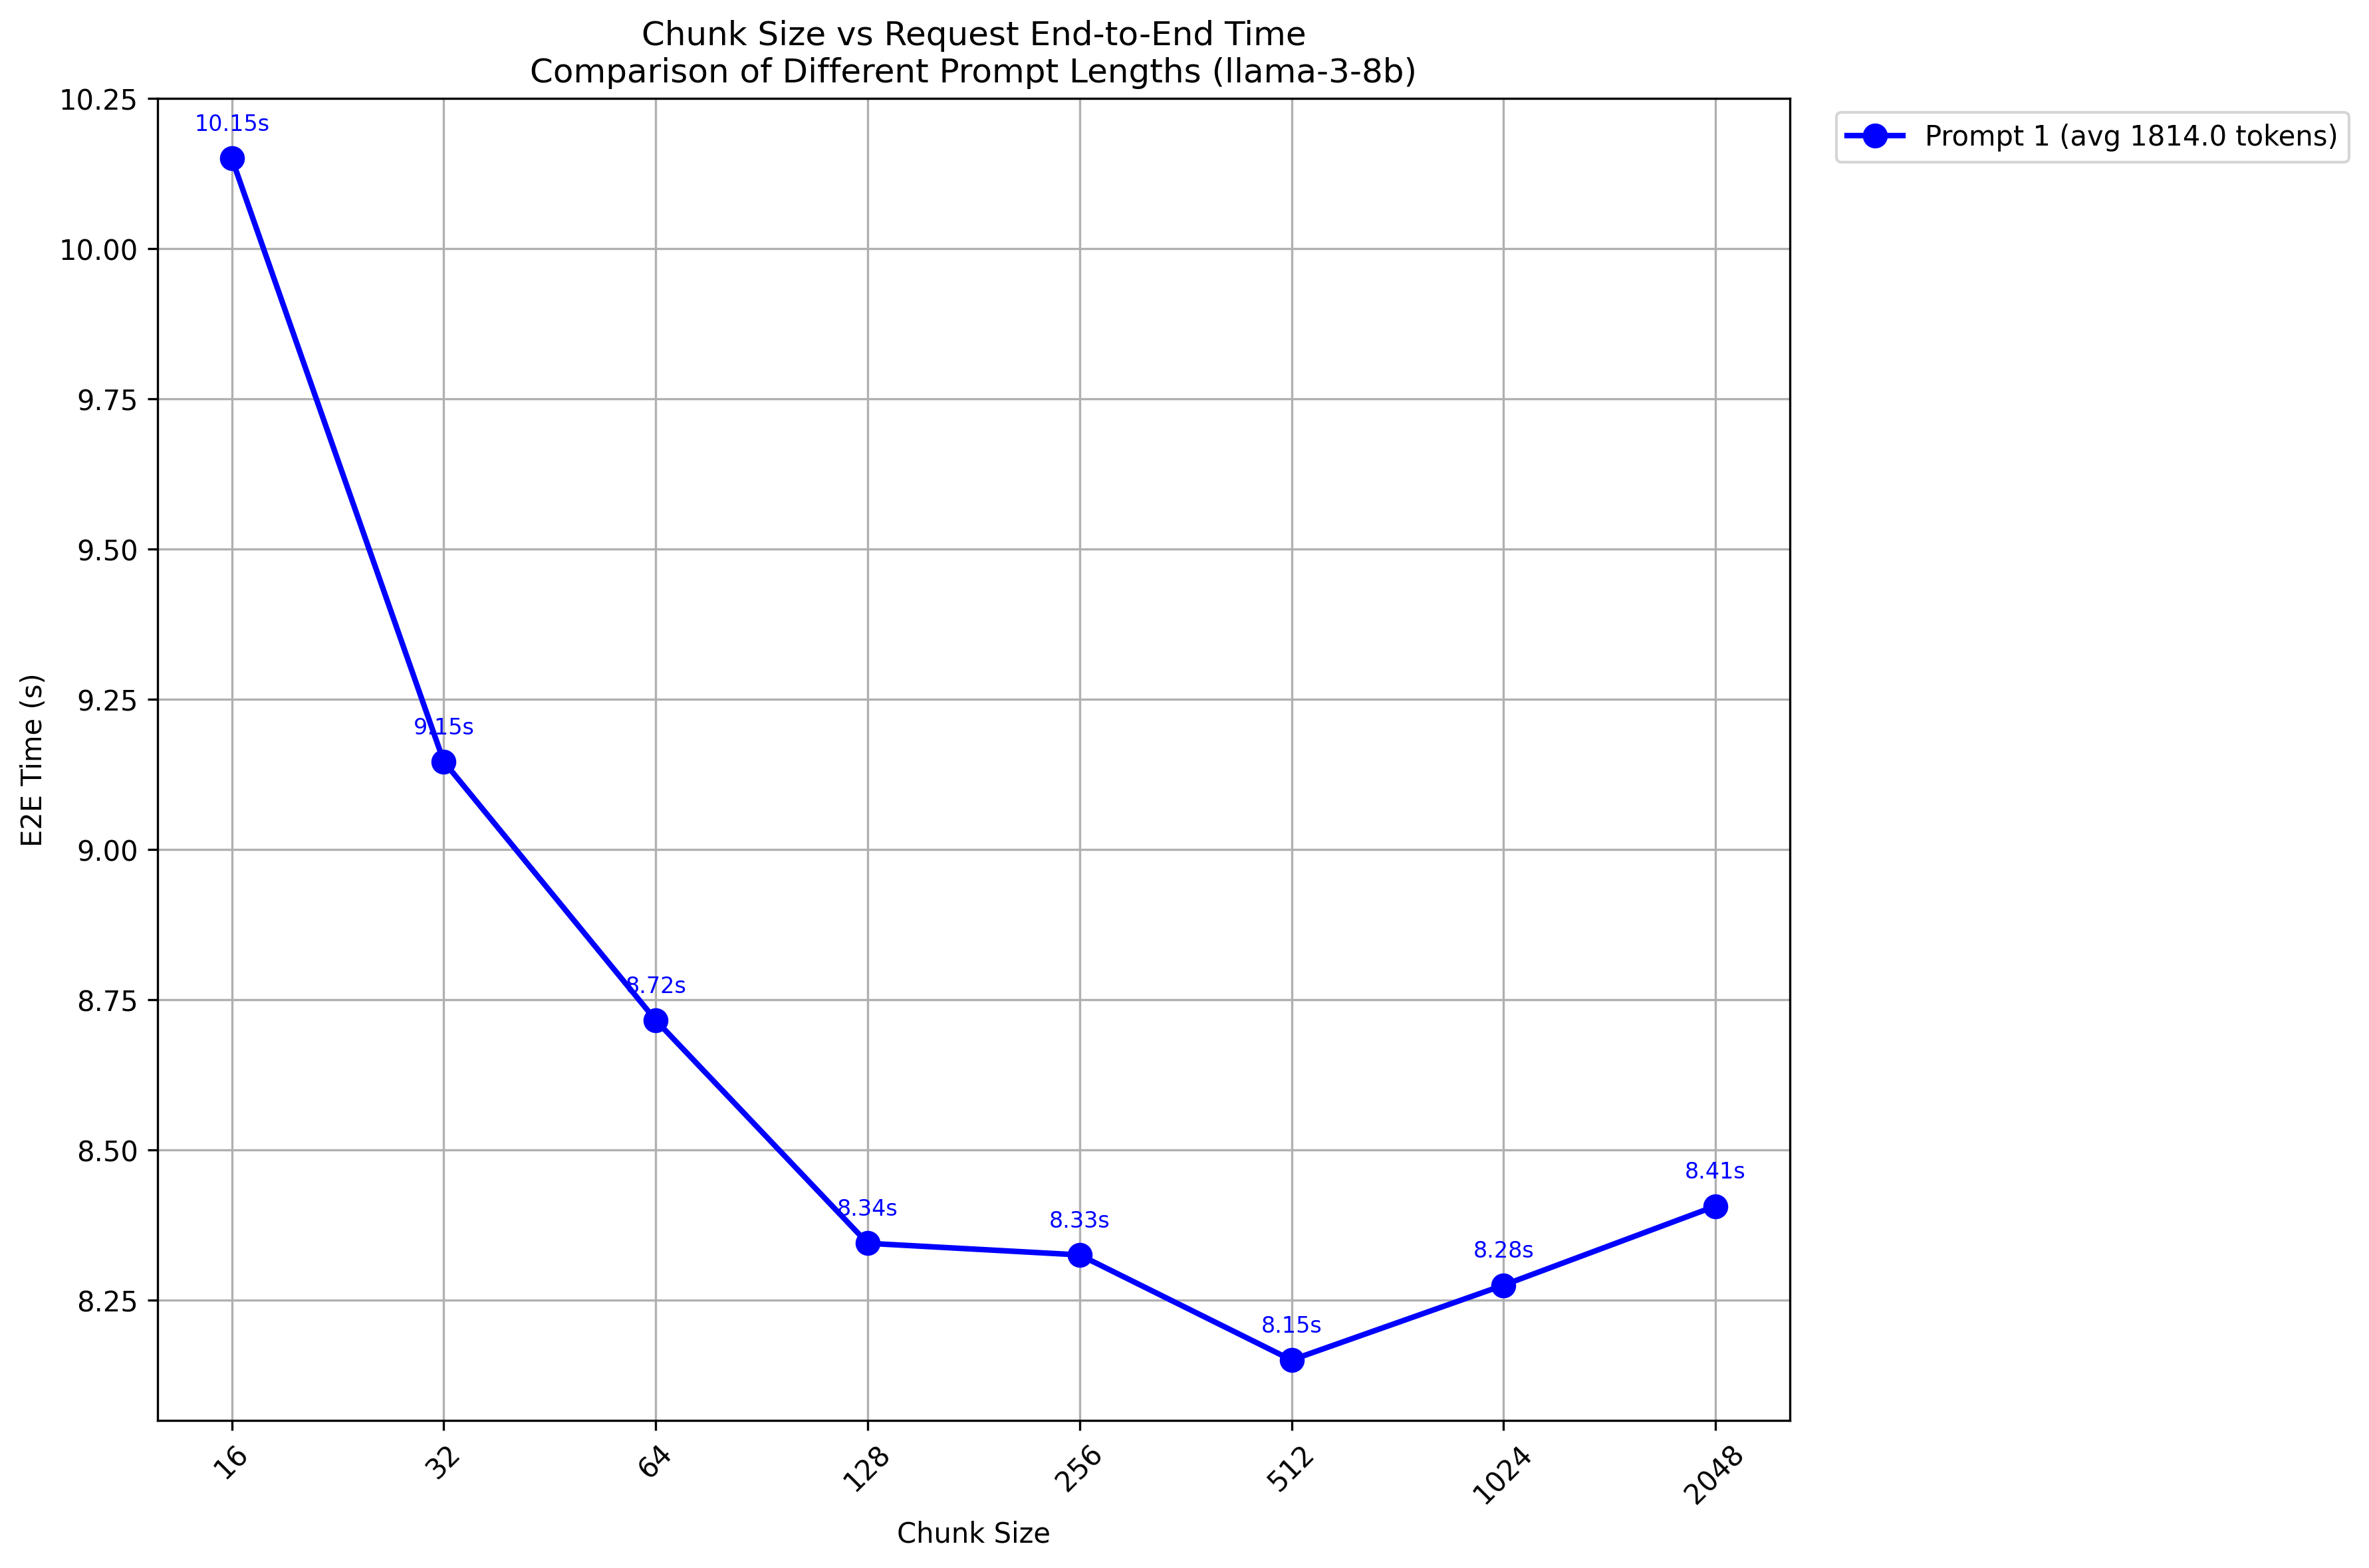 Chunk Size vs Request End-to-End Time
Comparison of Different Prompt Lengths (llama-3-8b)
10.25
10.00
9.75
9.50
9.25
9.00
8.75
8.50
8.25
E2E Time (s)
10.15s
9.15s
8.72s
8.34s
8.33s
8.15s
8.28s
8.41s
16
32
64
128
256
512
1024
2048
Chunk Size
Prompt 1 (avg 1814.0 tokens)